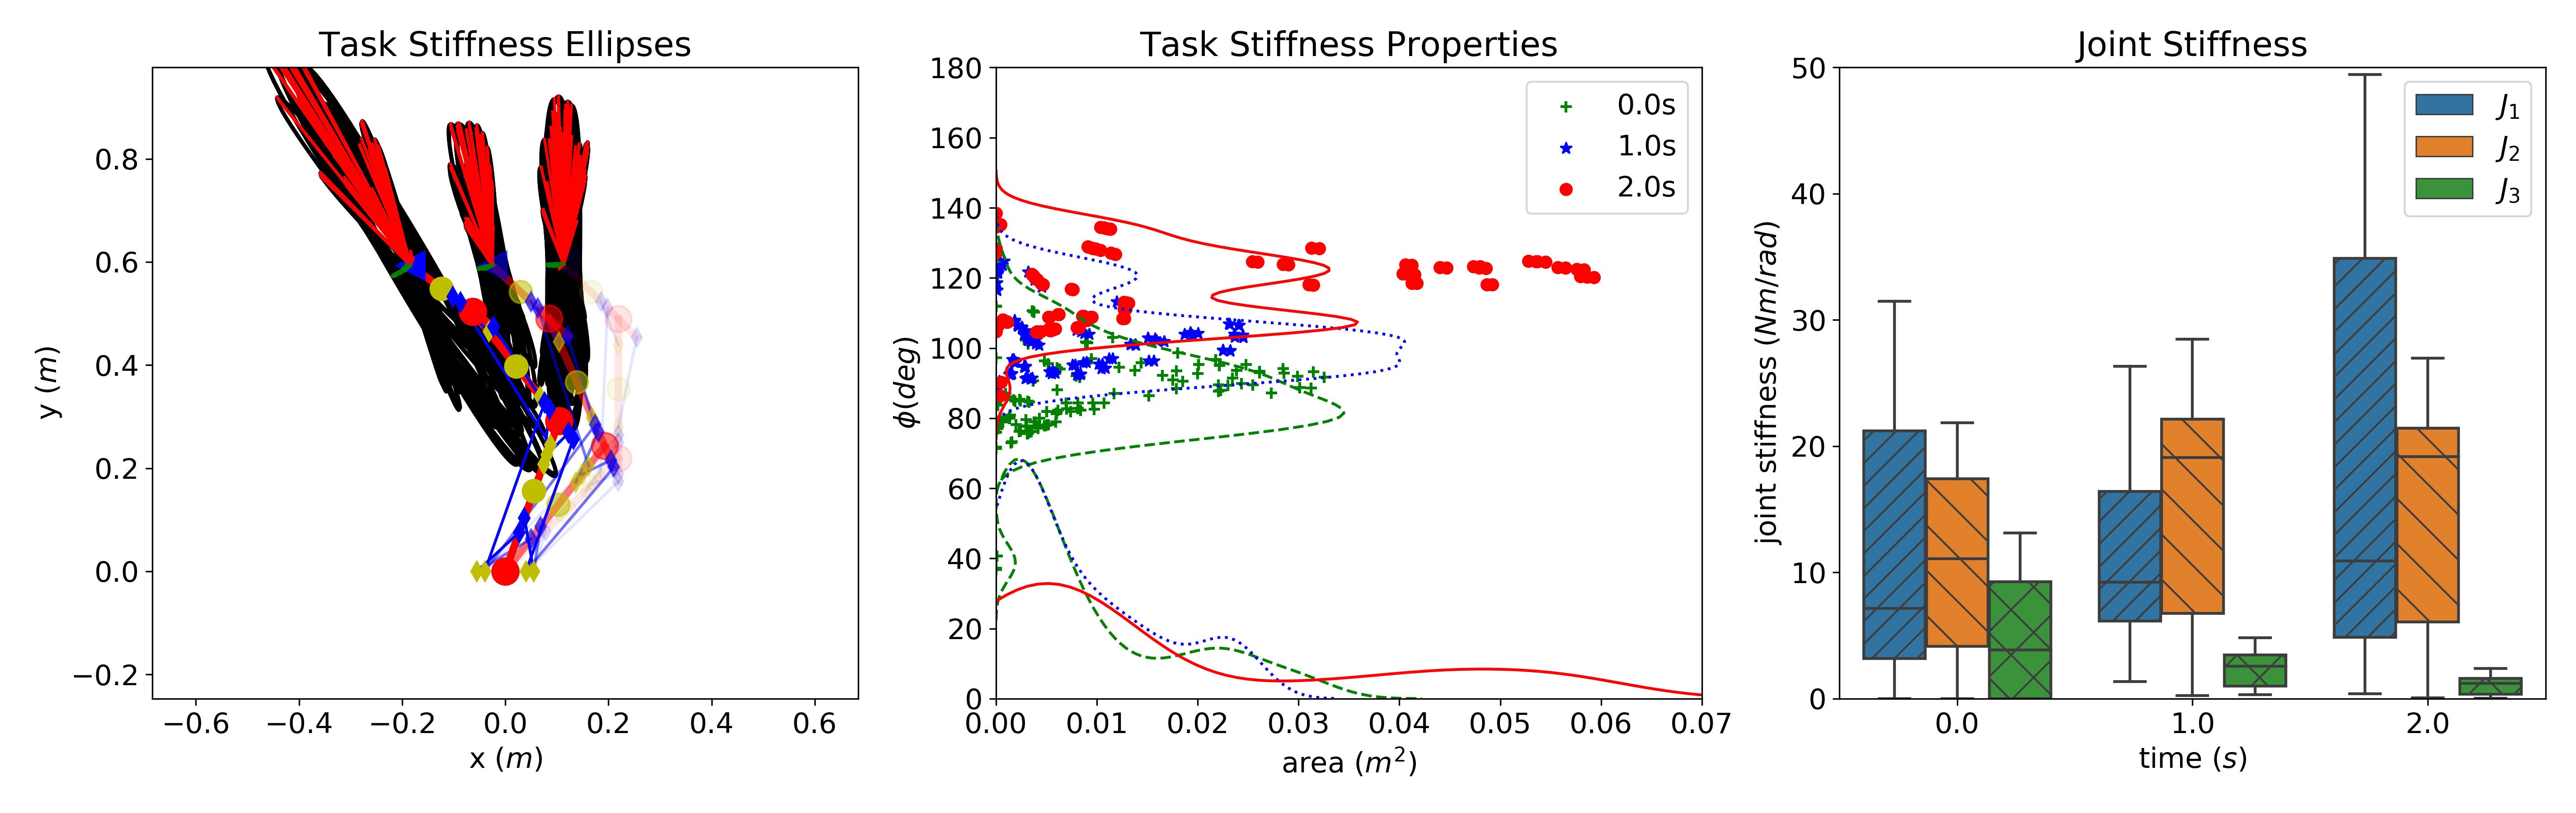 Task Stiffness Ellipses
y (m)
0.8
0.6
0.4
0.2
0.0
−0.2
−0.6
−0.4
−0.2
0.0
0.2
0.4
0.6
x (m)
Task Stiffness Properties
ϕ(deg)
180
160
140
120
100
80
60
40
20
0
0.00
0.01
0.02
0.03
0.04
0.05
0.06
0.07
area (m²)
0.0s
1.0s
2.0s
Joint Stiffness
joint stiffness (Nm/rad)
50
40
30
20
10
0
0.0
1.0
2.0
time (s)
J₁
J₂
J₃